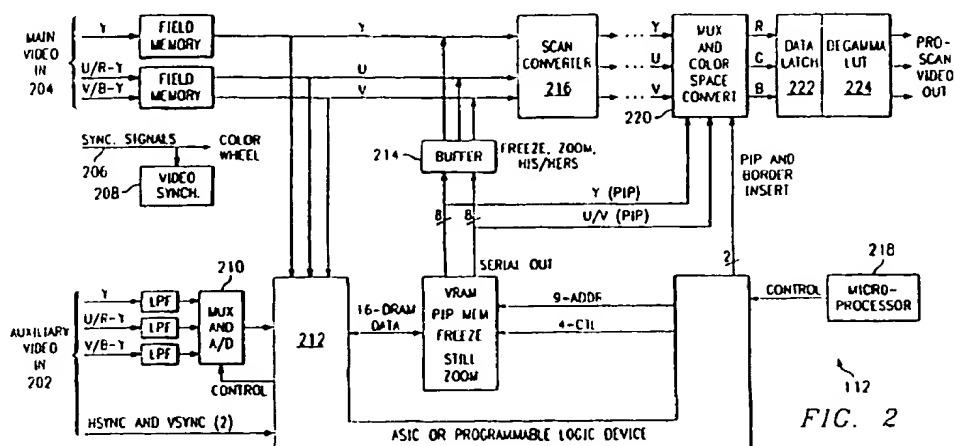 MAIN
VIDEO
IN
204
Y
FIELD
MEMORY
Y
U/R-Y
V/B-Y
FIELD
MEMORY
U
V
SCAN
CONVERTER
216
... Y
... U
... V
MUX
AND
COLOR
SPACE
CONVERT
220
R
C
B
DATA
LATCH
222
DEGAMMA
LUT
224
PRO-
SCAN
VIDEO
OUT
SYNC. SIGNALS
206
COLOR
WHEEL
208
VIDEO
SYNCH.
214
BUFFER
FREEZE, ZOOM,
HIS/HERS
Y (PIP)
U/V (PIP)
8
8
SERIAL OUT
PIP AND
BORDER
INSERT
2
AUXILIARY
VIDEO
IN
202
Y
U/R-Y
V/B-Y
LPF
LPF
LPF
210
MUX
AND
A/D
CONTROL
HSYNC AND VSYNC (2)
212
16-DRAM
DATA
VRAM
PIP MEM
FREEZE
STILL
ZOOM
9-ADDR
4-CTL
ASIC OR PROGRAMMABLE LOGIC DEVICE
CONTROL
218
MICRO-
PROCESSOR
112
FIG. 2